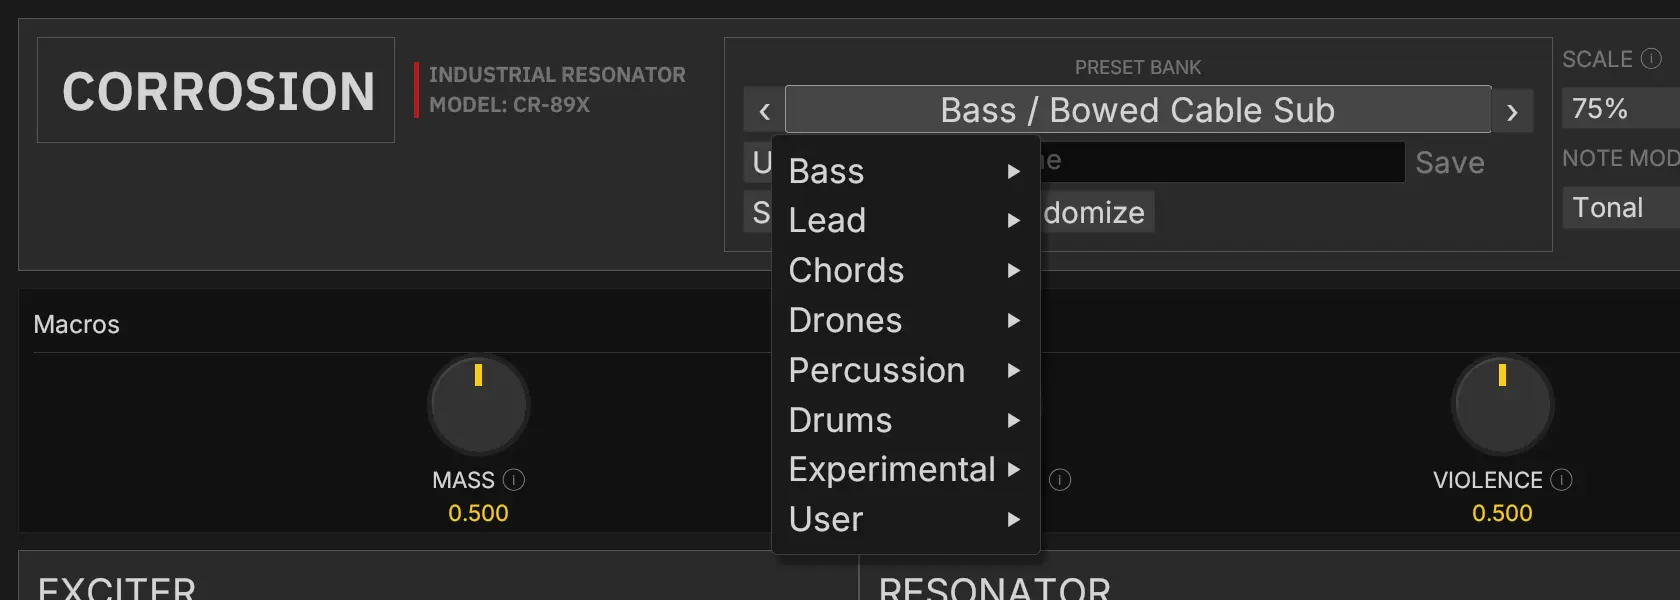 CORROSION
INDUSTRIAL RESONATOR
MODEL: CR-89X
PRESET BANK
‹ Bass / Bowed Cable Sub ›
Save
Bass ▸
Lead ▸
Chords ▸
Drones ▸
Percussion ▸
Drums ▸
Experimental ▸
User ▸
SCALE ⓘ
75%
NOTE MOD
Tonal
Macros
MASS ⓘ
0.500
ⓘ
VIOLENCE ⓘ
0.500
EXCITER
RESONATOR